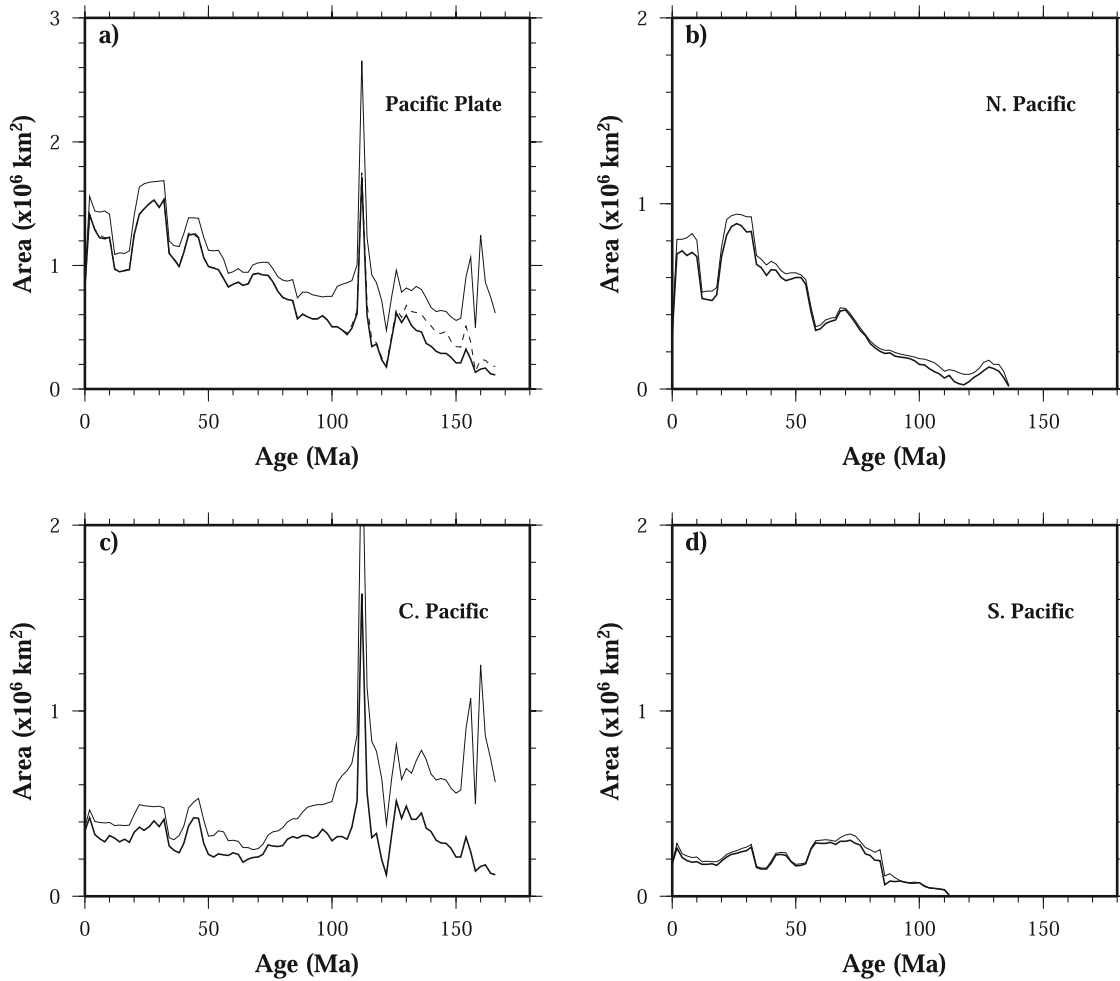 3
a)
Pacific Plate
2
1
0
Area (x10⁶ km²)
0 50 100 150
Age (Ma)
2
b)
N. Pacific
1
0
Area (x10⁶ km²)
0 50 100 150
Age (Ma)
2
c)
C. Pacific
1
0
Area (x10⁶ km²)
0 50 100 150
Age (Ma)
2
d)
S. Pacific
1
0
Area (x10⁶ km²)
0 50 100 150
Age (Ma)